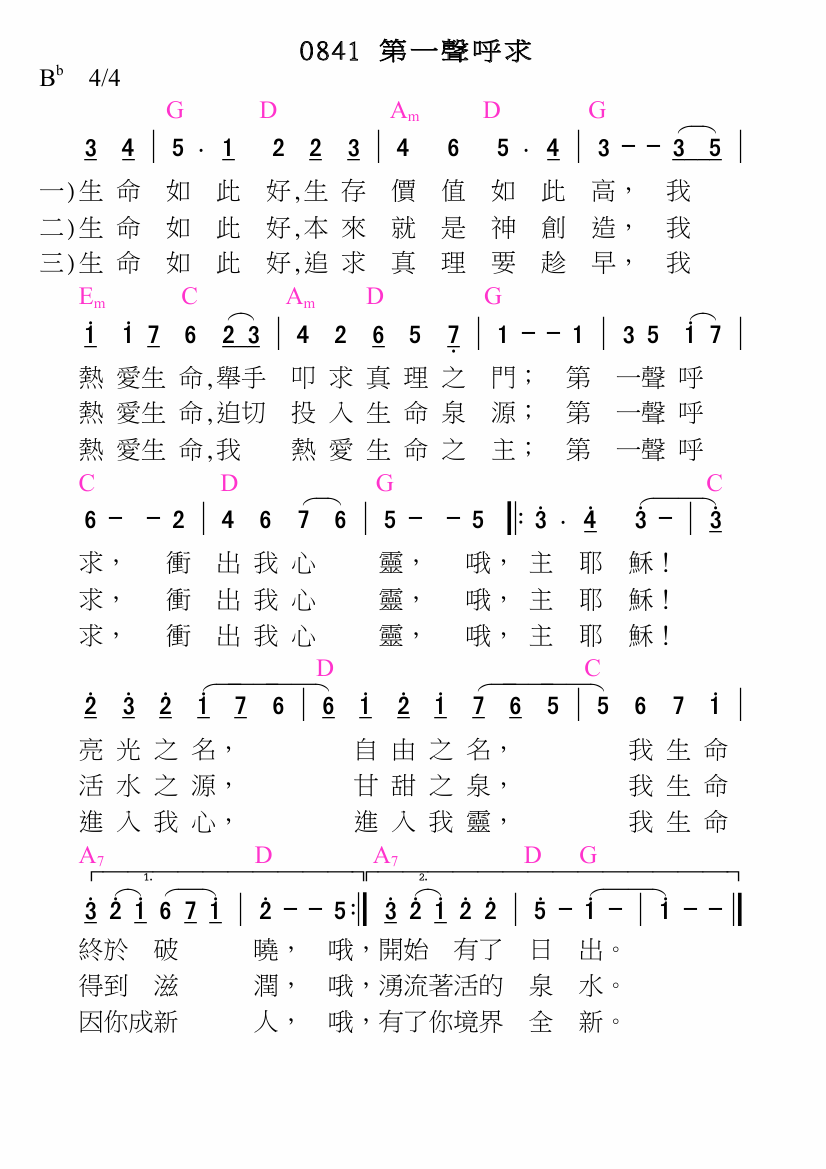 0841 第一聲呼求
Bb 4/4
G D Am D G
3 4 | 5 . 1 2 2 3 | 4 6 5 . 4 | 3 - - 3 5 |
一)生 命 如 此 好,生 存 價 值 如 此 高， 我
二)生 命 如 此 好,本 來 就 是 神 創 造， 我
三)生 命 如 此 好,追 求 真 理 要 趁 早， 我
Em C Am D G
1 1 7 6 2 3 | 4 2 6 5 7 | 1 - - 1 | 3 5 1 7 |
熱 愛生 命,舉手 叩 求 真 理 之 門； 第 一聲 呼
熱 愛生 命,迫切 投 入 生 命 泉 源； 第 一聲 呼
熱 愛生 命,我 熱 愛 生 命 之 主； 第 一聲 呼
C D G C
6 - - 2 | 4 6 7 6 | 5 - - 5 ‖: 3 . 4 3 - | 3
求， 衝 出 我 心 靈， 哦， 主 耶 穌！
求， 衝 出 我 心 靈， 哦， 主 耶 穌！
求， 衝 出 我 心 靈， 哦， 主 耶 穌！
D C
2 3 2 1 7 6 | 6 1 2 1 7 6 5 | 5 6 7 1 |
亮 光 之 名， 自 由 之 名， 我 生 命
活 水 之 源， 甘 甜 之 泉， 我 生 命
進 入 我 心， 進 入 我 靈， 我 生 命
A7 D A7 D G
1. 2.
3 2 1 6 7 1 | 2 - - 5 :‖ 3 2 1 2 2 | 5 - 1 - | 1 - - ‖
終於 破 曉， 哦，開始 有了 日 出。
得到 滋 潤， 哦，湧流著活的 泉 水。
因你成新 人， 哦，有了你境界 全 新。